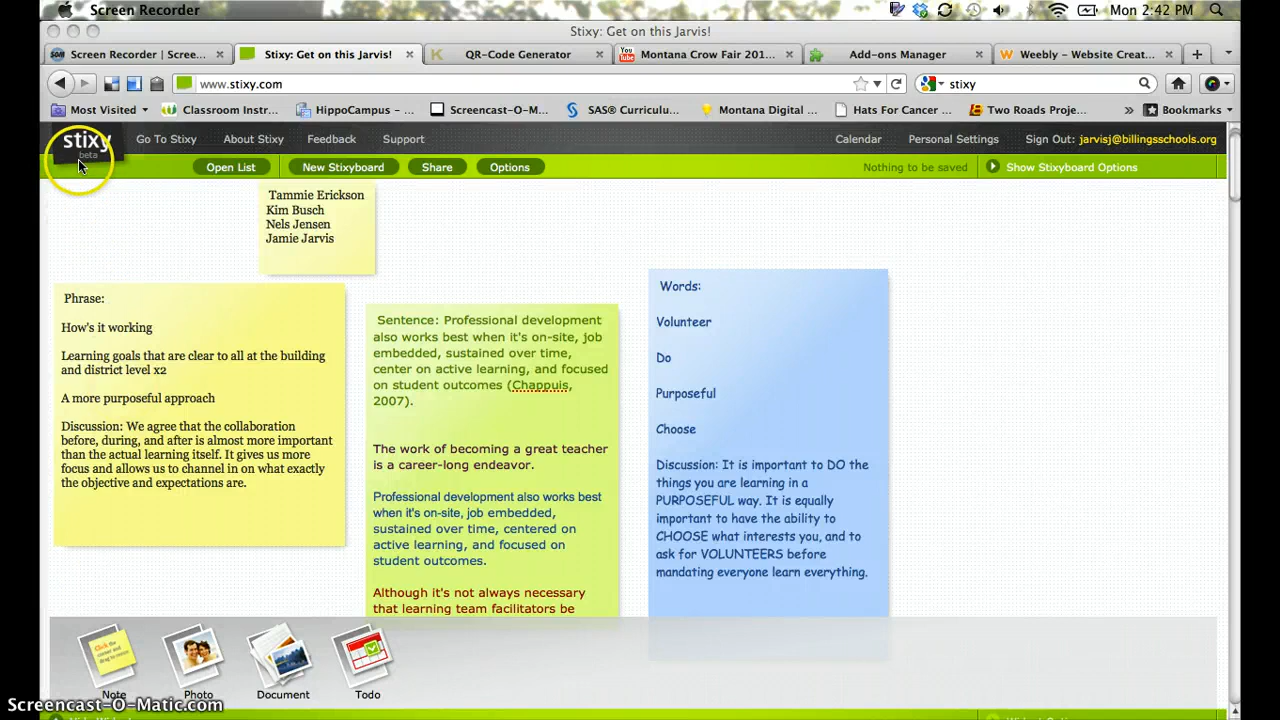 Screen Recorder
Mon 2:42 PM
Stixy: Get on this Jarvis!
Screen Recorder | Scree...
Stixy: Get on this Jarvis!
QR-Code Generator
Montana Crow Fair 201...
Add-ons Manager
Weebly - Website Creat...
www.stixy.com
stixy
Most Visited
Classroom Instr...
HippoCampus - ...
Screencast-O-M...
SAS® Curriculu...
Montana Digital ...
Hats For Cancer ...
Two Roads Proje...
Bookmarks
stixy
beta
Go To Stixy
About Stixy
Feedback
Support
Calendar
Personal Settings
Sign Out: jarvisj@billingsschools.org
Open List
New Stixyboard
Share
Options
Nothing to be saved
Show Stixyboard Options
Tammie Erickson
Kim Busch
Nels Jensen
Jamie Jarvis
Phrase:
How's it working
Learning goals that are clear to all at the building
and district level x2
A more purposeful approach
Discussion: We agree that the collaboration
before, during, and after is almost more important
than the actual learning itself. It gives us more
focus and allows us to channel in on what exactly
the objective and expectations are.
Sentence: Professional development
also works best when it's on-site, job
embedded, sustained over time,
center on active learning, and focused
on student outcomes (Chappuis,
2007).
The work of becoming a great teacher
is a career-long endeavor.
Professional development also works best
when it's on-site, job embedded,
sustained over time, centered on
active learning, and focused on
student outcomes.
Although it's not always necessary
that learning team facilitators be
Words:
Volunteer
Do
Purposeful
Choose
Discussion: It is important to DO the
things you are learning in a
PURPOSEFUL way. It is equally
important to have the ability to
CHOOSE what interests you, and to
ask for VOLUNTEERS before
mandating everyone learn everything.
Click the
corner and
drag to resize
Note
Photo
Document
Todo
Screencast-O-Matic.com